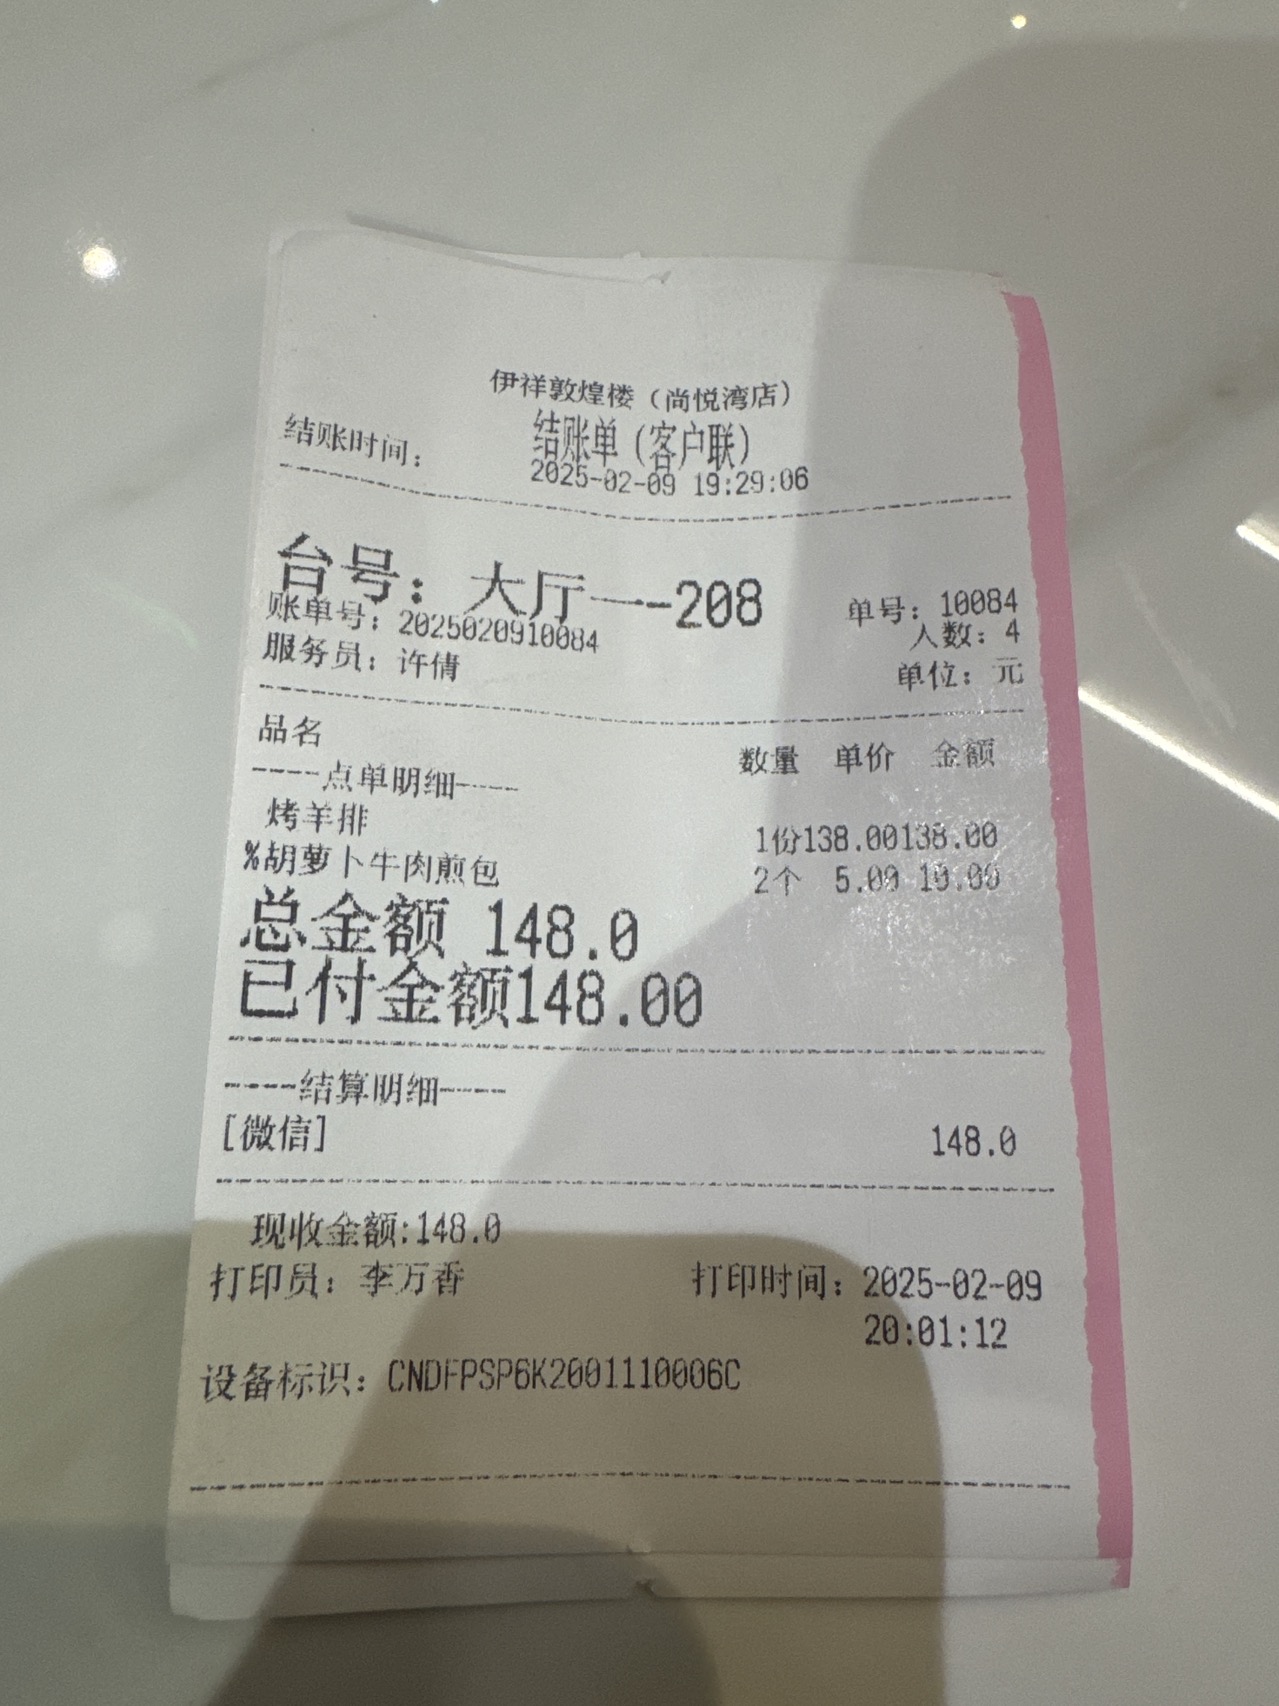 伊祥敦煌楼（尚悦湾店）
结账单（客户联）
结账时间： 2025-02-09 19:29:06
台号： 大厅一--208 单号： 10084
账单号： 2025020910084 人数： 4
服务员： 许倩 单位： 元
品名 数量 单价 金额
----点单明细----
烤羊排 1份138.00138.00
%胡萝卜牛肉煎包 2个 5.00 10.00
总金额 148.0
已付金额148.00
----结算明细----
[微信] 148.0
现收金额:148.0
打印员： 李万香 打印时间： 2025-02-09
20:01:12
设备标识： CNDFPSP6K2001110006C